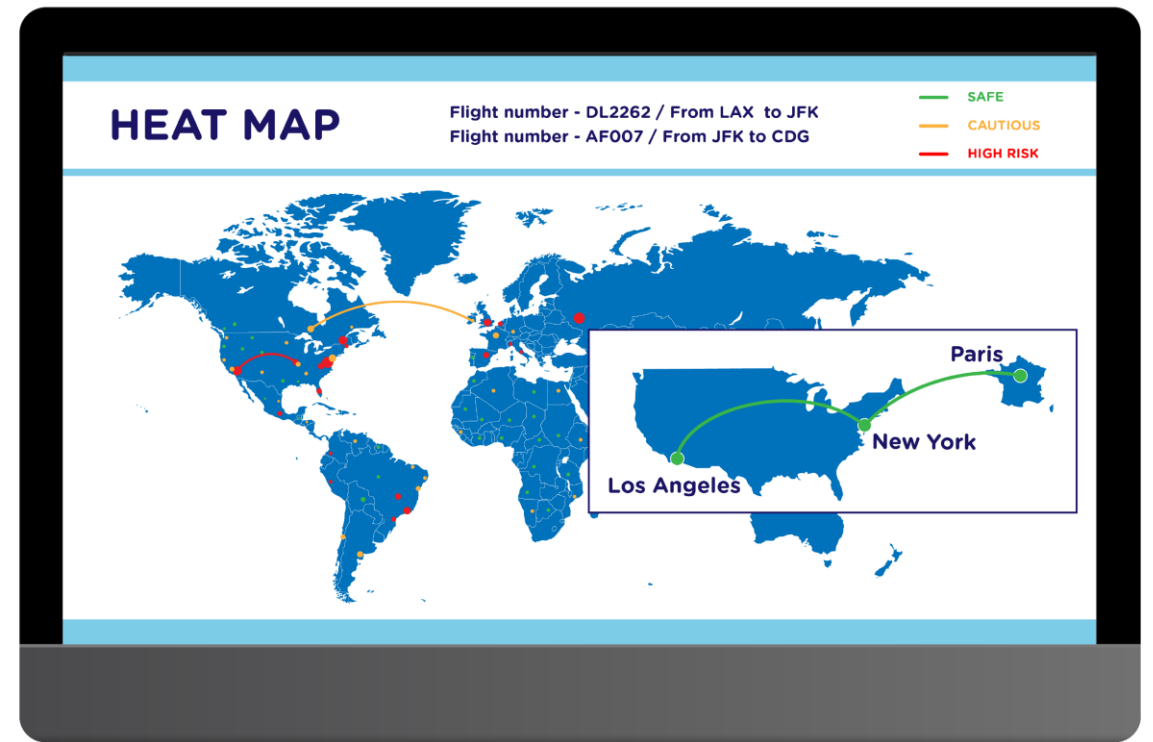 HEAT MAP
Flight number - DL2262 / From LAX to JFK
Flight number - AF007 / From JFK to CDG
SAFE
CAUTIOUS
HIGH RISK
Paris
New York
Los Angeles